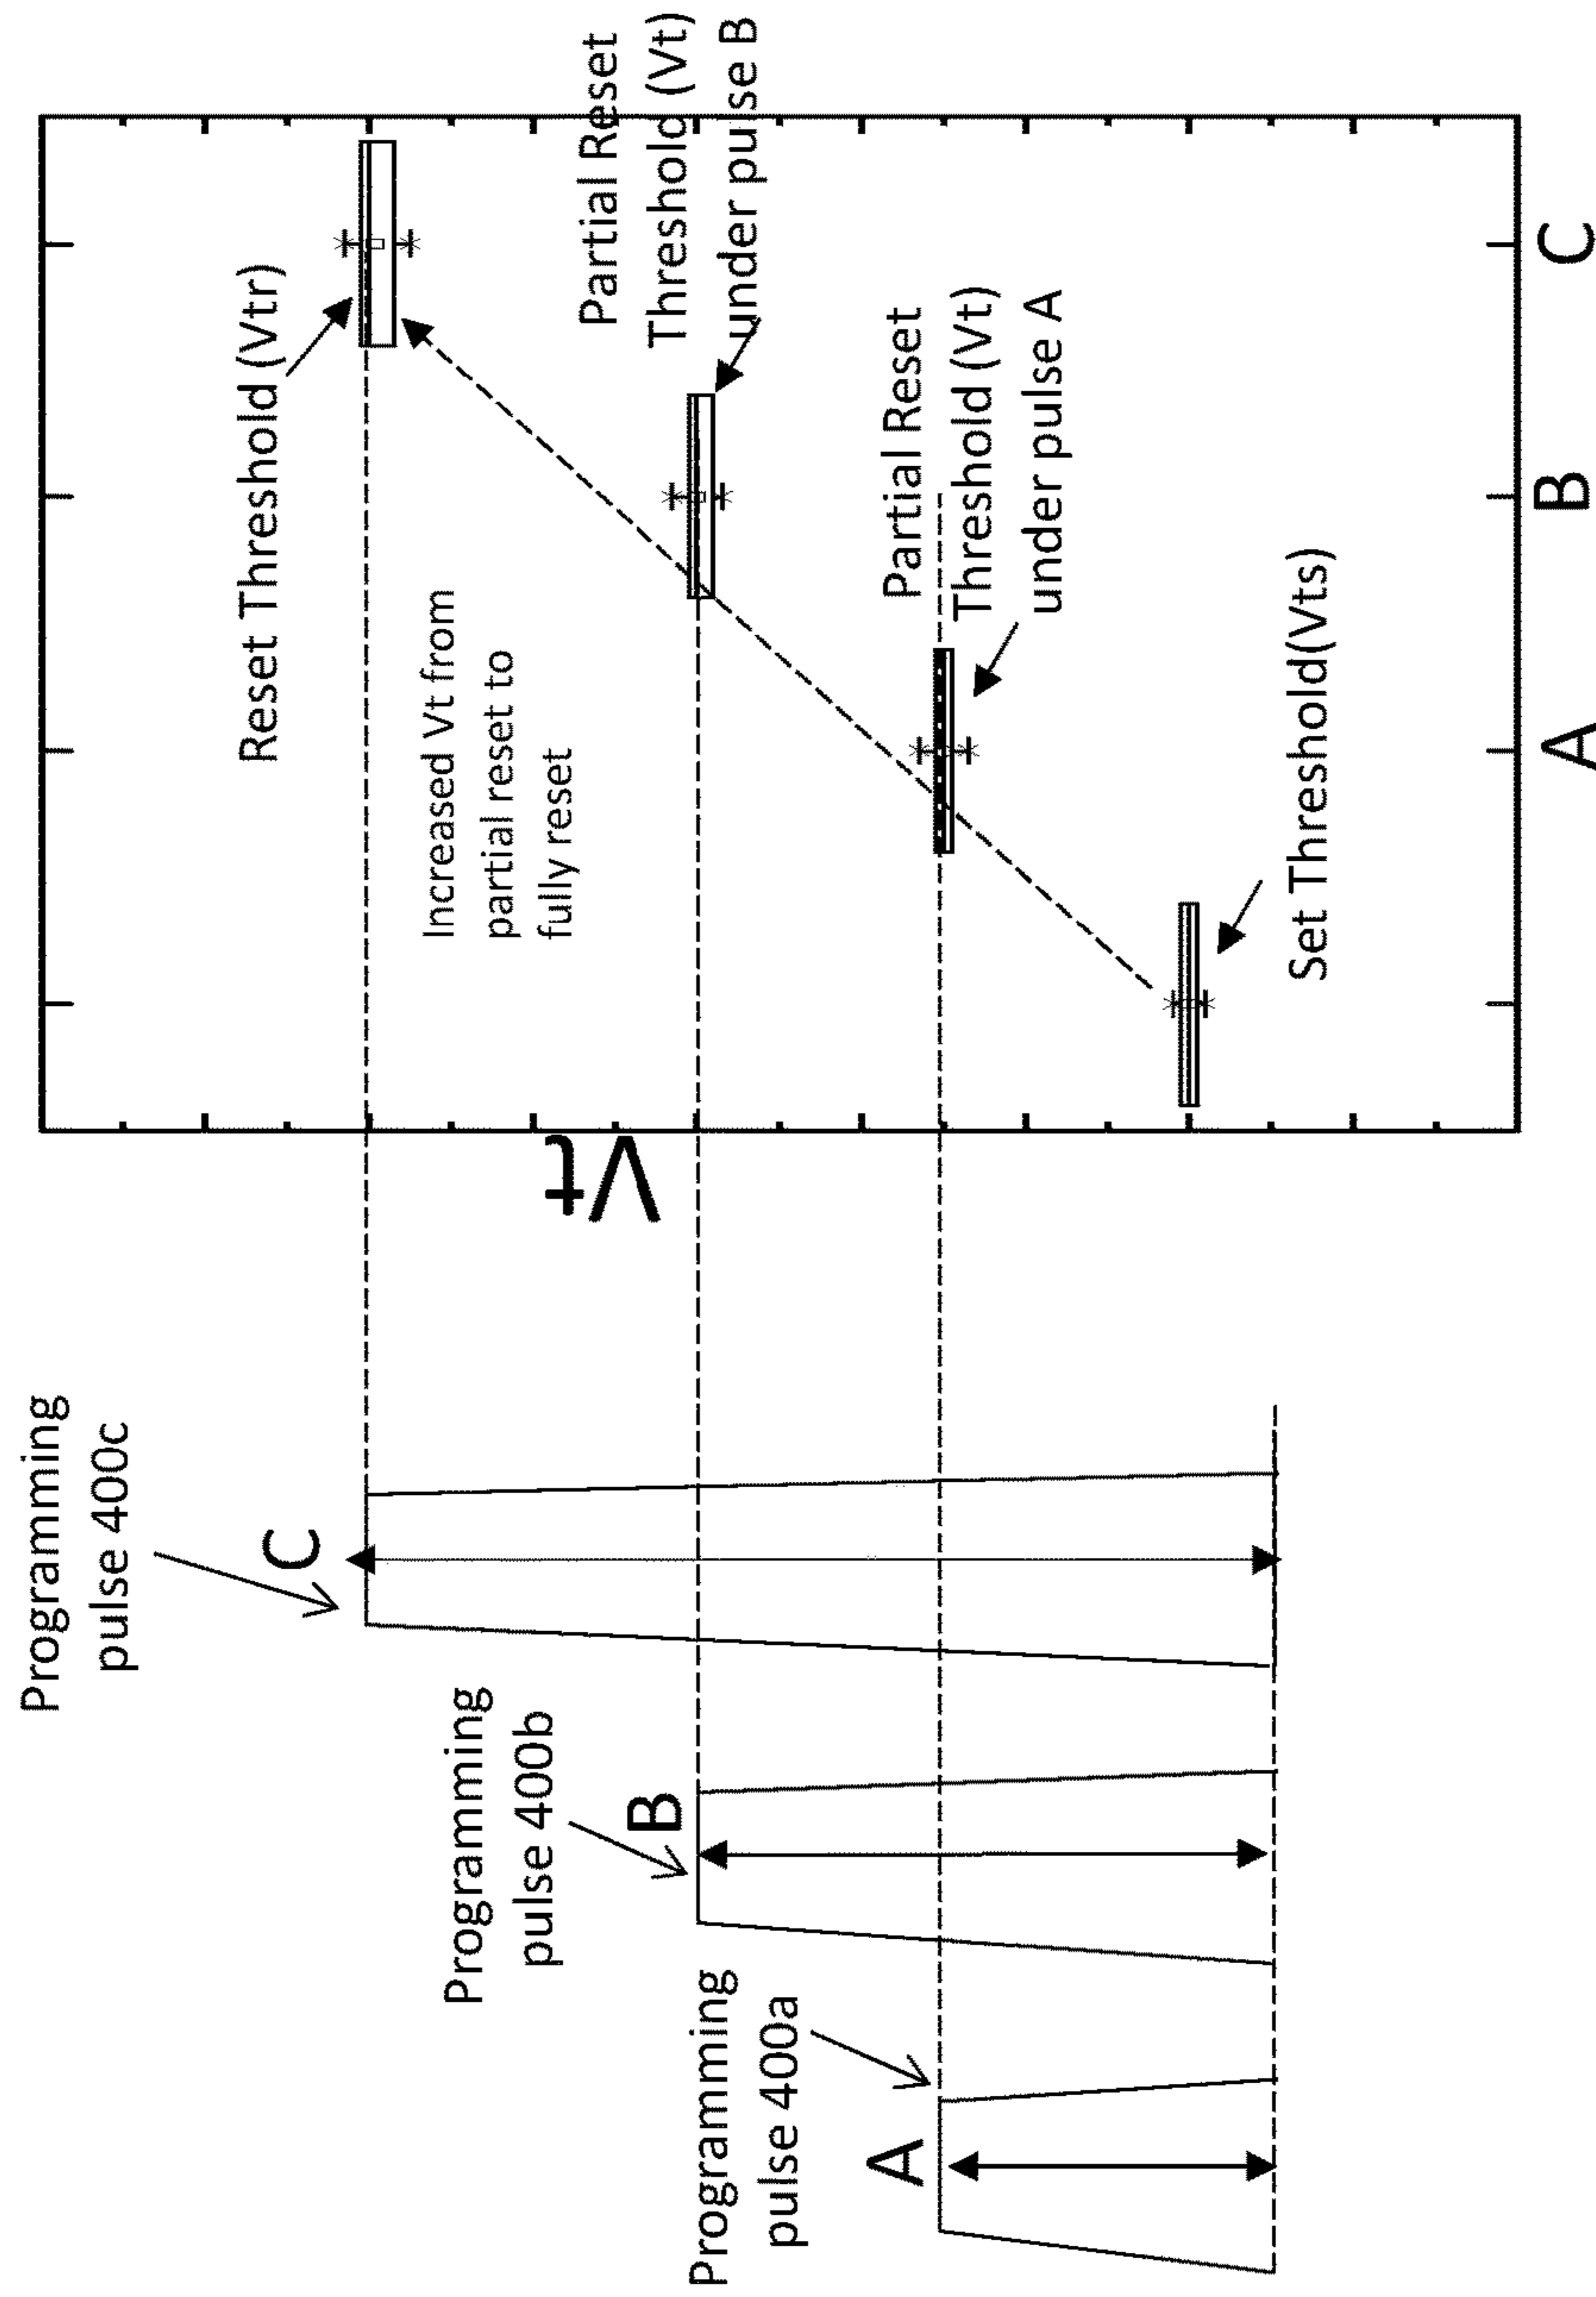 Programming
pulse 400c
C
Programming
pulse 400b
B
Programming
pulse 400a
A
Vt
Reset Threshold (Vtr)
Increased Vt from
partial reset to
fully reset
Partial Reset
Threshold (Vt)
under pulse B
Partial Reset
Threshold (Vt)
under pulse A
Set Threshold(Vts)
A
B
C